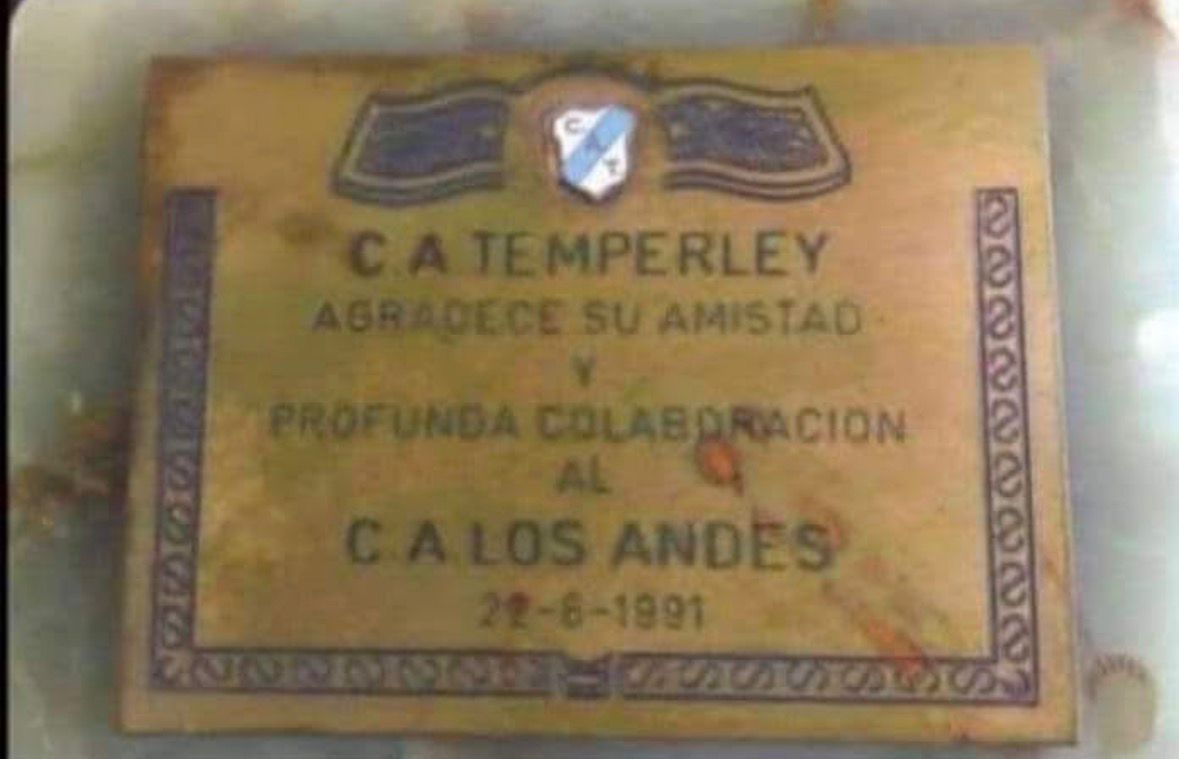 C A T
C A TEMPERLEY
AGRADECE SU AMISTAD
Y
PROFUNDA COLABORACION
AL
C A LOS ANDES